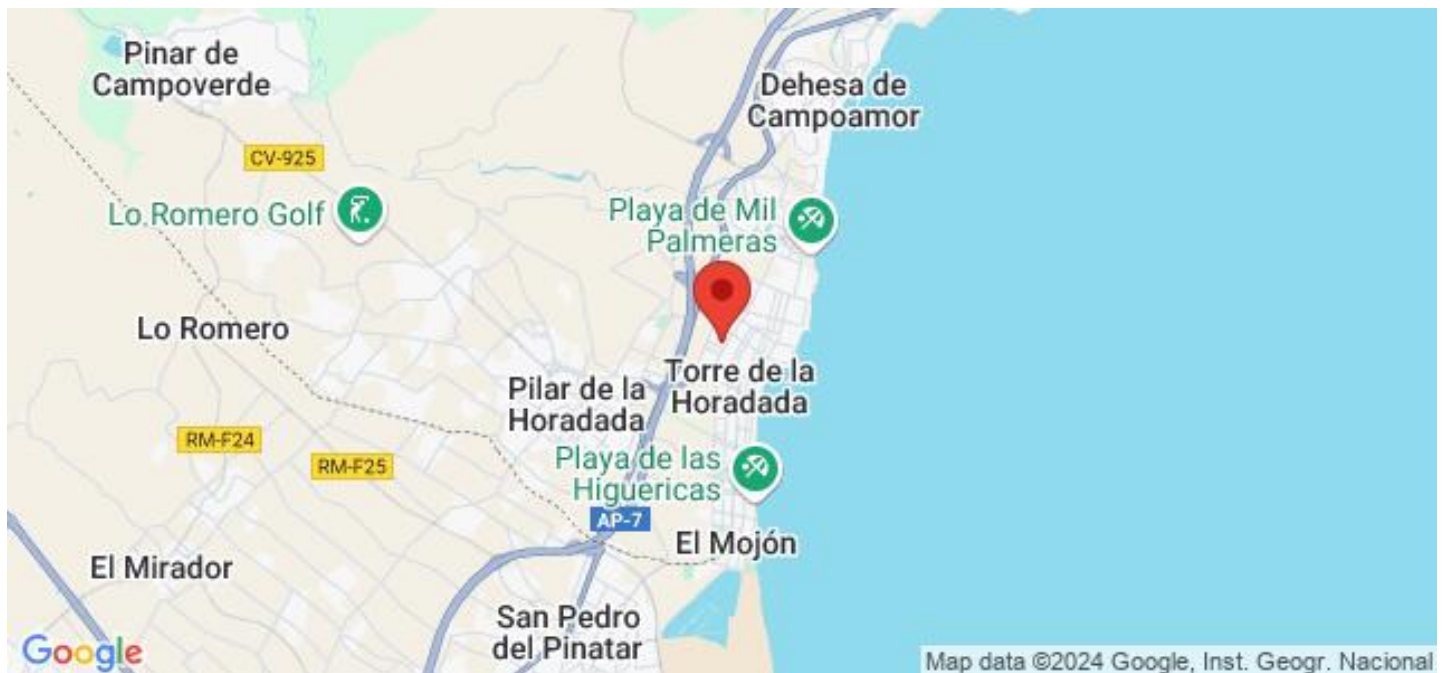 Pinar de
Campoverde
Dehesa de
Campoamor
CV-925
Lo Romero Golf
Playa de Mil
Palmeras
Lo Romero
Torre de la
Horadada
Pilar de la
Horadada
RM-F24
RM-F25
Playa de las
Higuericas
AP-7
El Mojón
El Mirador
San Pedro
del Pinatar
Google
Map data ©2024 Google, Inst. Geogr. Nacional